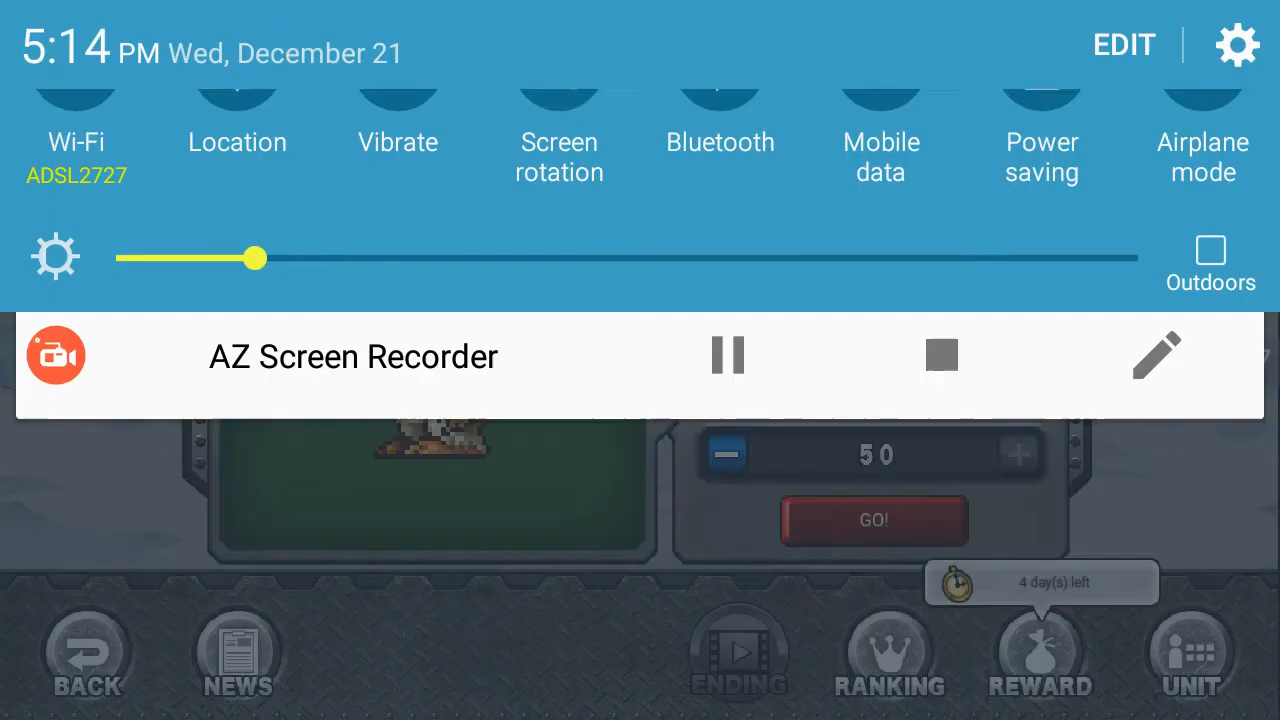 5:14 PM Wed, December 21
EDIT
Wi-Fi
ADSL2727
Location
Vibrate
Screen
rotation
Bluetooth
Mobile
data
Power
saving
Airplane
mode
Outdoors
AZ Screen Recorder
50
GO!
4 day(s) left
BACK
NEWS
ENDING
RANKING
REWARD
UNIT